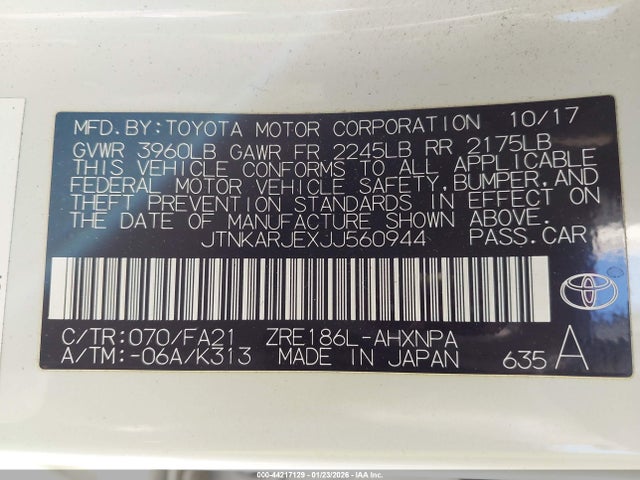 MFD.BY:TOYOTA MOTOR CORPORATION 10/17
GVWR 3960LB GAWR FR 2245LB RR 2175LB
THIS VEHICLE CONFORMS TO ALL APPLICABLE
FEDERAL MOTOR VEHICLE SAFETY, BUMPER, AND
THEFT PREVENTION STANDARDS IN EFFECT ON
THE DATE OF MANUFACTURE SHOWN ABOVE.
JTNKARJEXJJ560944 PASS.CAR
C/TR:070/FA21 ZRE186L-AHXNPA
A/TM:-06A/K313 MADE IN JAPAN 635 A
000-44217129 - 01/23/2026 - IAA Inc.